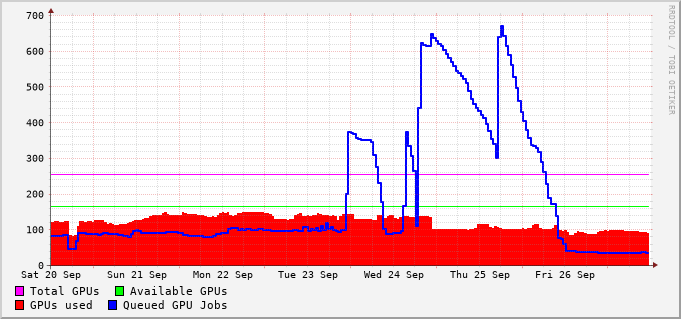 700
600
500
400
300
200
100
0
Sat 20 Sep Sun 21 Sep Mon 22 Sep Tue 23 Sep Wed 24 Sep Thu 25 Sep Fri 26 Sep
Total GPUs Available GPUs
GPUs used Queued GPU Jobs
RRDTOOL / TOBI OETIKER